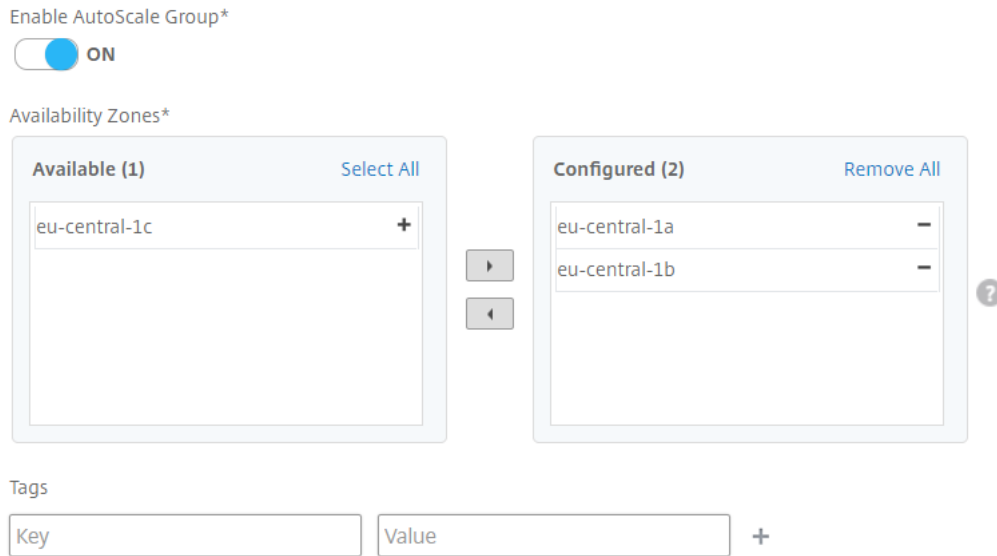 Enable AutoScale Group*
ON
Availability Zones*
Available (1) Select All
eu-central-1c +
Configured (2) Remove All
eu-central-1a −
eu-central-1b −
?
Tags
Key Value +